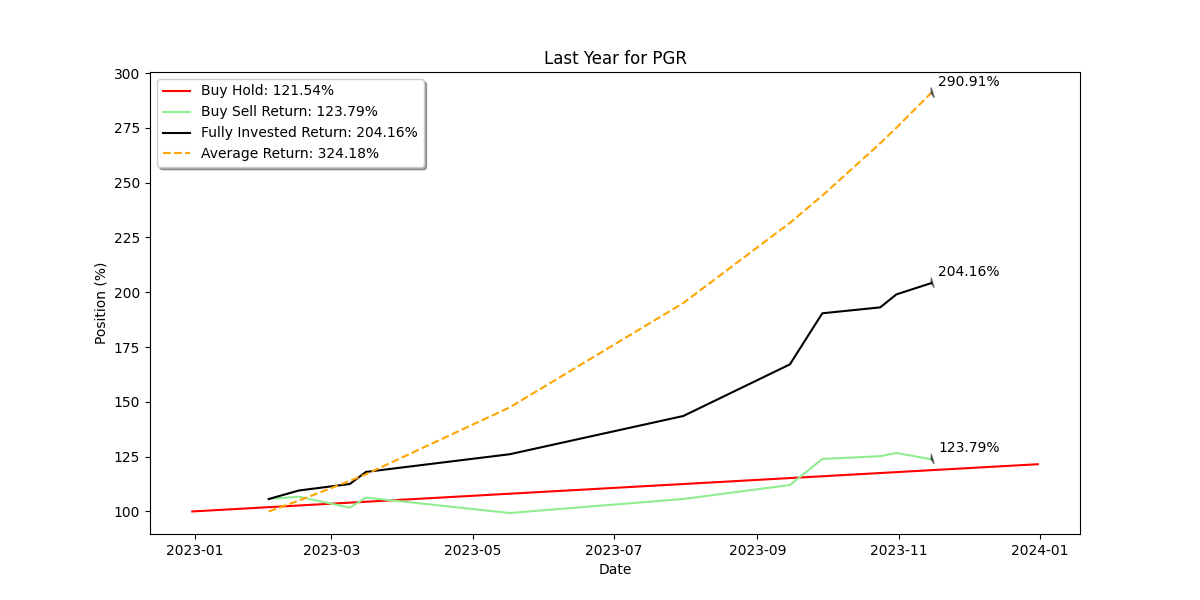 Last Year for PGR
300
275
250
225
200
175
150
125
100
Position (%)
Buy Hold: 121.54%
Buy Sell Return: 123.79%
Fully Invested Return: 204.16%
Average Return: 324.18%
290.91%
204.16%
123.79%
2023-01
2023-03
2023-05
2023-07
2023-09
2023-11
2024-01
Date